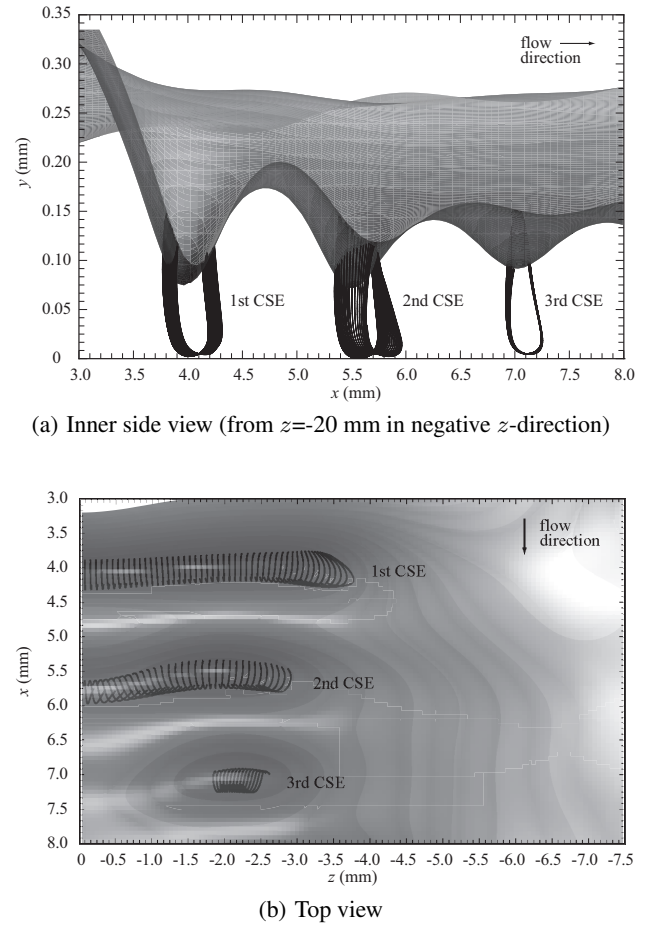 0.35
0.30
0.25
0.20
0.15
0.10
0.05
0
y (mm)
flow
direction
1st CSE
2nd CSE
3rd CSE
3.0 3.5 4.0 4.5 5.0 5.5 6.0 6.5 7.0 7.5 8.0
x (mm)
(a) Inner side view (from z=-20 mm in negative z-direction)
3.0
3.5
4.0
4.5
5.0
5.5
6.0
6.5
7.0
7.5
8.0
x (mm)
flow
direction
1st CSE
2nd CSE
3rd CSE
0 -0.5 -1.0 -1.5 -2.0 -2.5 -3.0 -3.5 -4.0 -4.5 -5.0 -5.5 -6.0 -6.5 -7.0 -7.5
z (mm)
(b) Top view